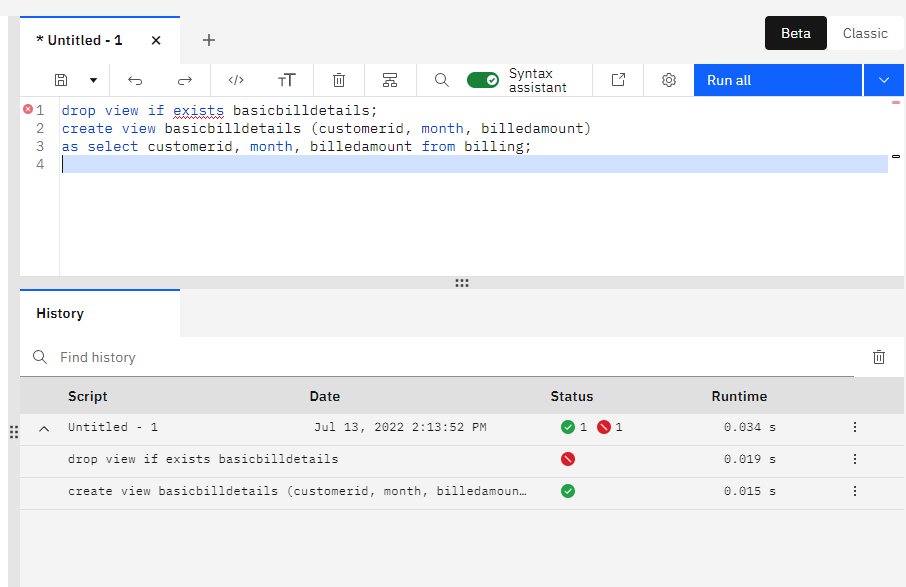 * Untitled - 1
Beta Classic
Syntax assistant
Run all
1 drop view if exists basicbilldetails;
2 create view basicbilldetails (customerid, month, billedamount)
3 as select customerid, month, billedamount from billing;
4
History
Find history
Script Date Status Runtime
Untitled - 1 Jul 13, 2022 2:13:52 PM 1 1 0.034 s
drop view if exists basicbilldetails 0.019 s
create view basicbilldetails (customerid, month, billedamoun… 0.015 s